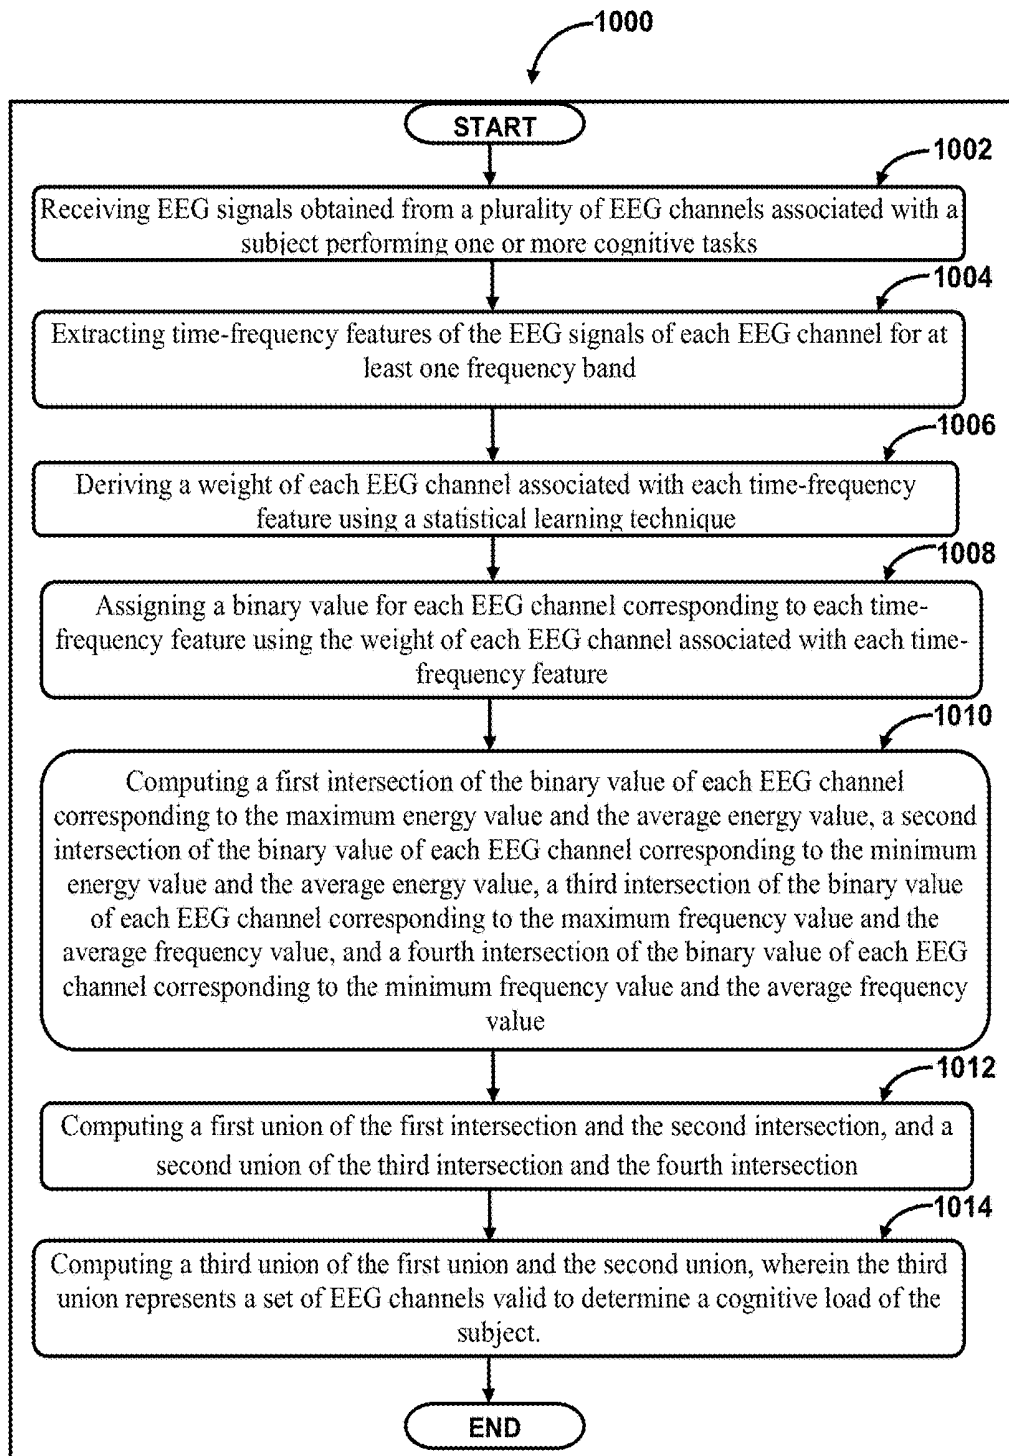 1000
START
1002
Receiving EEG signals obtained from a plurality of EEG channels associated with a
subject performing one or more cognitive tasks
1004
Extracting time-frequency features of the EEG signals of each EEG channel for at
least one frequency band
1006
Deriving a weight of each EEG channel associated with each time-frequency
feature using a statistical learning technique
1008
Assigning a binary value for each EEG channel corresponding to each time-
frequency feature using the weight of each EEG channel associated with each time-
frequency feature
1010
Computing a first intersection of the binary value of each EEG channel
corresponding to the maximum energy value and the average energy value, a second
intersection of the binary value of each EEG channel corresponding to the minimum
energy value and the average energy value, a third intersection of the binary value
of each EEG channel corresponding to the maximum frequency value and the
average frequency value, and a fourth intersection of the binary value of each EEG
channel corresponding to the minimum frequency value and the average frequency
value
1012
Computing a first union of the first intersection and the second intersection, and a
second union of the third intersection and the fourth intersection
1014
Computing a third union of the first union and the second union, wherein the third
union represents a set of EEG channels valid to determine a cognitive load of the
subject.
END